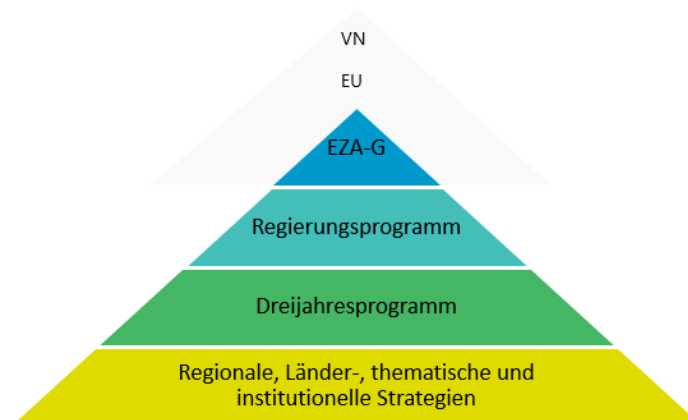 VN
EU
EZA-G
Regierungsprogramm
Dreijahresprogramm
Regionale, Länder-, thematische und
institutionelle Strategien